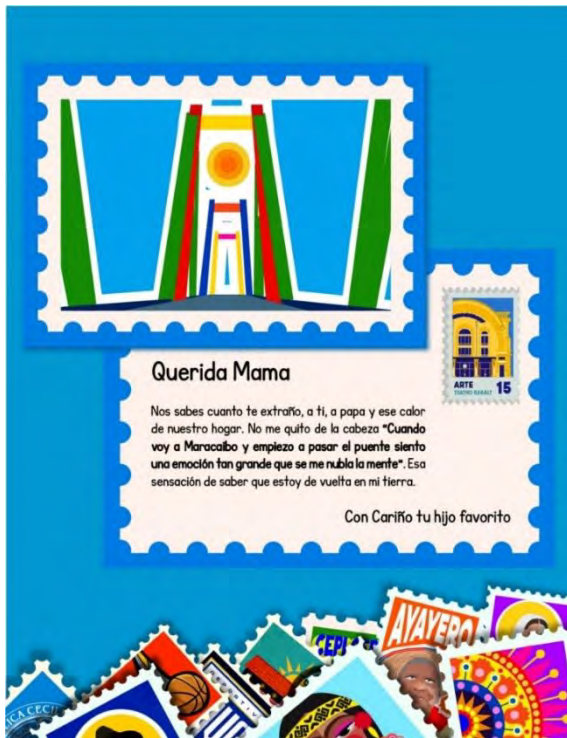 ARTE
TEATRO BARALT
15
Querida Mama
Nos sabes cuanto te extraño, a ti, a papa y ese calor
de nuestro hogar. No me quito de la cabeza "Cuando
voy a Maracaibo y empiezo a pasar el puente siento
una emoción tan grande que se me nubla la mente". Esa
sensación de saber que estoy de vuelta en mi tierra.
Con Cariño tu hijo favorito
AYAYERO